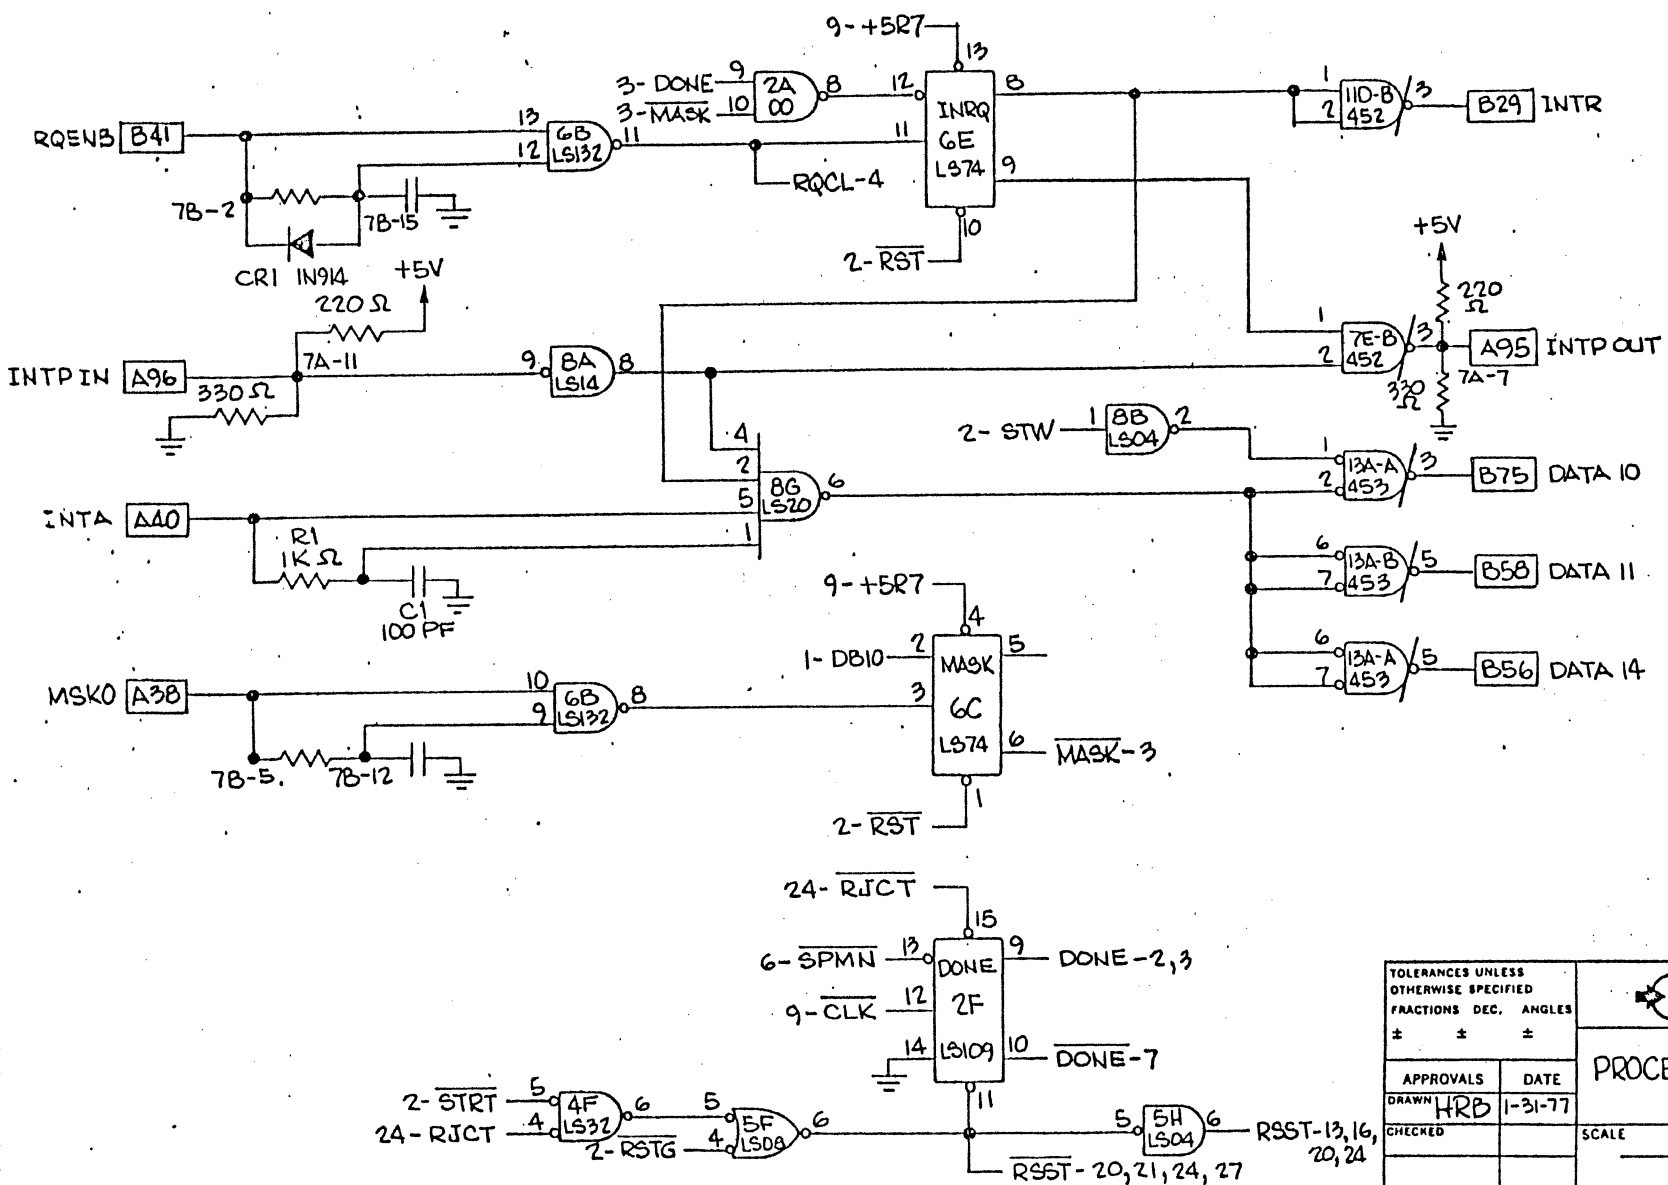 9- +5R7
13
3- DONE 9 2A 8 12 8 1 11D-B 3 B29 INTR
3- MASK 10 00 INRQ 2 452
RQENB B41 13 6B 11 11 6E
12 LS132 LS74 9
RQCL-4
7B-2 7B-15 10
CR1 IN914 2- RST
+5V
220 Ω
+5V
220 Ω
INTP IN A96 7A-11 9 8A 8 1 7E-B 3 A95 INTP OUT
330 Ω LS14 2 452 7A-7
330 Ω
2- STW 1 8B 2
LS04
4
2
5 8G 6
1 LS20
1 13A-A 3 B75 DATA 10
2 453
INTA A40
R1
1K Ω
C1
100 PF
6 13A-B 5 B58 DATA 11
7 453
9- +5R7
4
1- DB10 2 MASK 5
6 13A-A 5 B56 DATA 14
7 453
MSKO A38 10 6B 8 3 6C
9 LS132 LS74 6 MASK-3
7B-5. 7B-12
1
2- RST
24- RJCT
15
6- SPMN 13 DONE 9 DONE-2,3
9- CLK 12 2F
14 LS109 10 DONE-7
11
2- STRT 5 4F 6 5 5F 6 5 5H 6 RSST-13,16,
20,24
24- RJCT 4 LS32 2- RSTG 4 LS08 LS04
RSST- 20,21,24,27
TOLERANCES UNLESS
OTHERWISE SPECIFIED
FRACTIONS DEC. ANGLES
± ± ±
APPROVALS DATE
DRAWN HRB 1-31-77
CHECKED
PROCE
SCALE